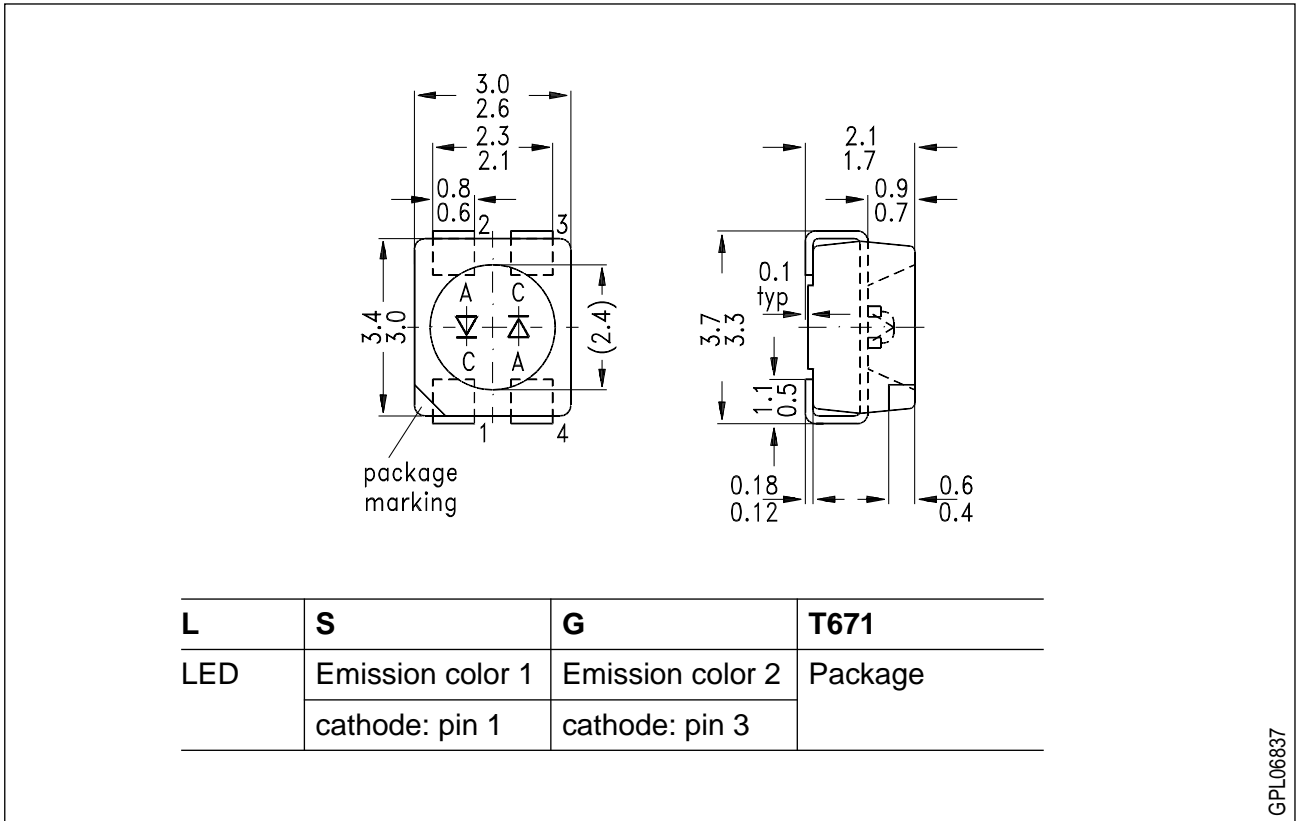 3.0
2.6
2.3
2.1
0.8
0.6
2
3
A
C
C
A
3.4
3.0
(2.4)
1
4
package
marking
2.1
1.7
0.9
0.7
0.1
typ
3.7
3.3
1.1
0.5
0.18
0.12
0.6
0.4
L S G T671
LED Emission color 1 Emission color 2 Package
cathode: pin 1 cathode: pin 3
GPL06837